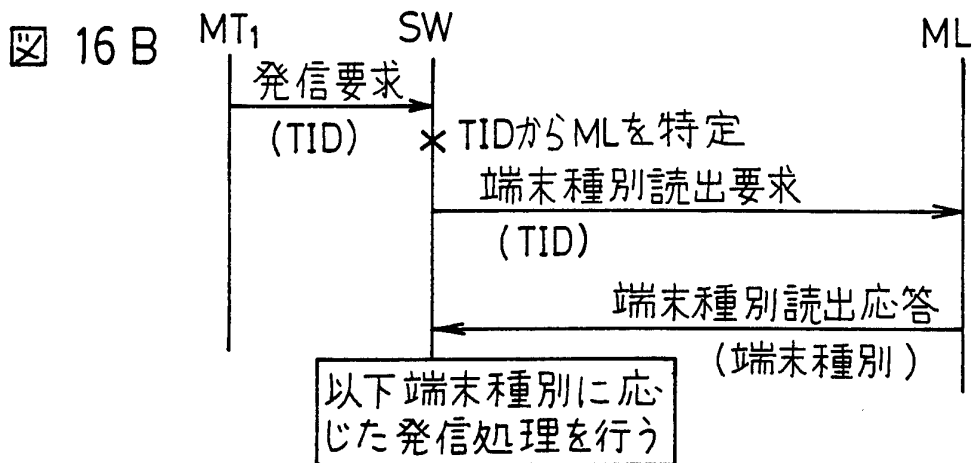 図 16 B
MT₁
SW
ML
発信要求
(TID)
TIDからMLを特定
端末種別読出要求
(TID)
端末種別読出応答
(端末種別)
以下端末種別に応
じた発信処理を行う